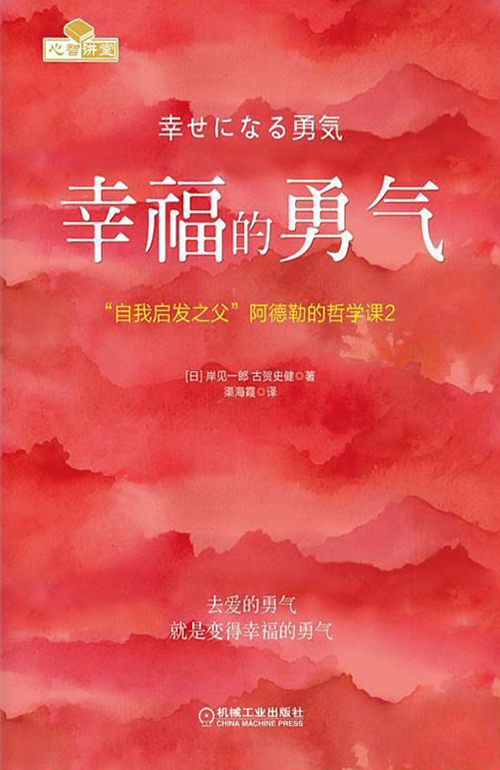 心智讲堂
幸せになる勇気
幸福的勇气
“自我启发之父”阿德勒的哲学课2
[日] 岸见一郎 古贺史健◎著
渠海霞◎译
去爱的勇气
就是变得幸福的勇气
机械工业出版社
CHINA MACHINE PRESS